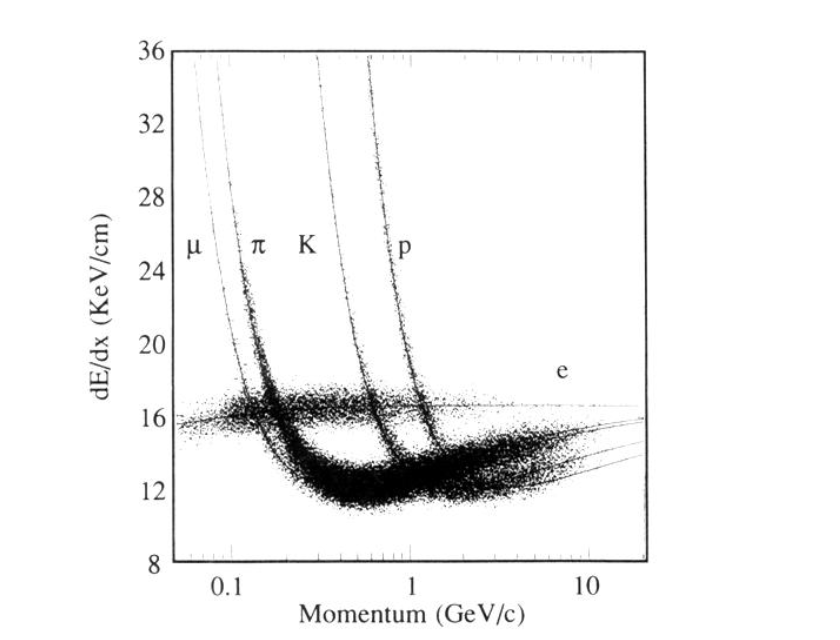 36
32
28
24
20
16
12
8
dE/dx (KeV/cm)
μ π K p
e
0.1 1 10
Momentum (GeV/c)